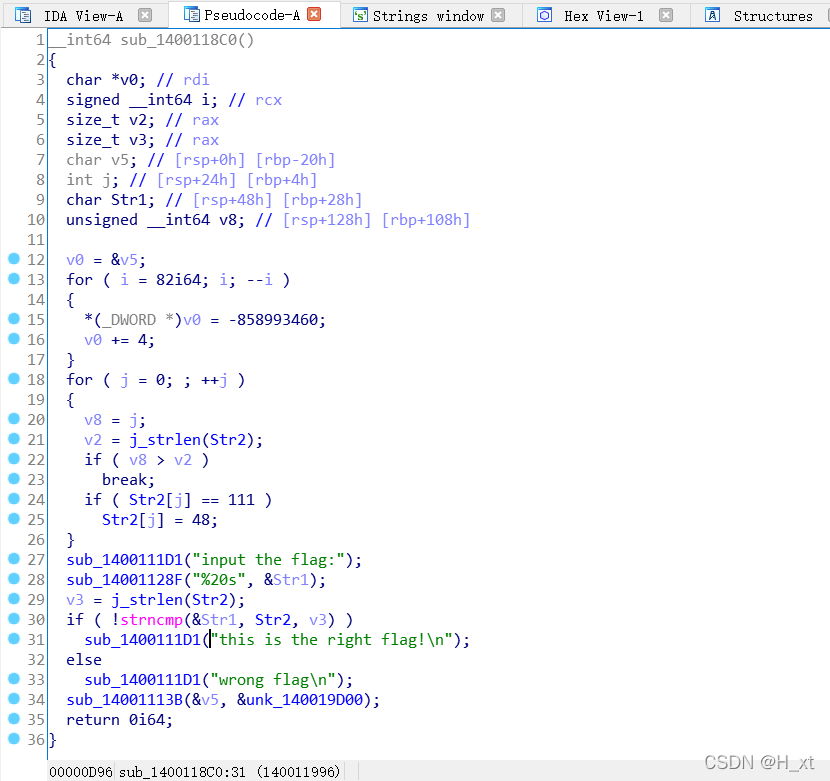 IDA View-A Pseudocode-A Strings window Hex View-1 Structures
1 __int64 sub_1400118C0()
2 {
3 char *v0; // rdi
4 signed __int64 i; // rcx
5 size_t v2; // rax
6 size_t v3; // rax
7 char v5; // [rsp+0h] [rbp-20h]
8 int j; // [rsp+24h] [rbp+4h]
9 char Str1; // [rsp+48h] [rbp+28h]
10 unsigned __int64 v8; // [rsp+128h] [rbp+108h]
11
12 v0 = &v5;
13 for ( i = 82i64; i; --i )
14 {
15 *(_DWORD *)v0 = -858993460;
16 v0 += 4;
17 }
18 for ( j = 0; ; ++j )
19 {
20 v8 = j;
21 v2 = j_strlen(Str2);
22 if ( v8 > v2 )
23 break;
24 if ( Str2[j] == 111 )
25 Str2[j] = 48;
26 }
27 sub_1400111D1("input the flag:");
28 sub_14001128F("%20s", &Str1);
29 v3 = j_strlen(Str2);
30 if ( !strncmp(&Str1, Str2, v3) )
31 sub_1400111D1("this is the right flag!\n");
32 else
33 sub_1400111D1("wrong flag\n");
34 sub_14001113B(&v5, &unk_140019D00);
35 return 0i64;
36 }
00000D96 sub_1400118C0:31 (140011996)
CSDN @H_xt